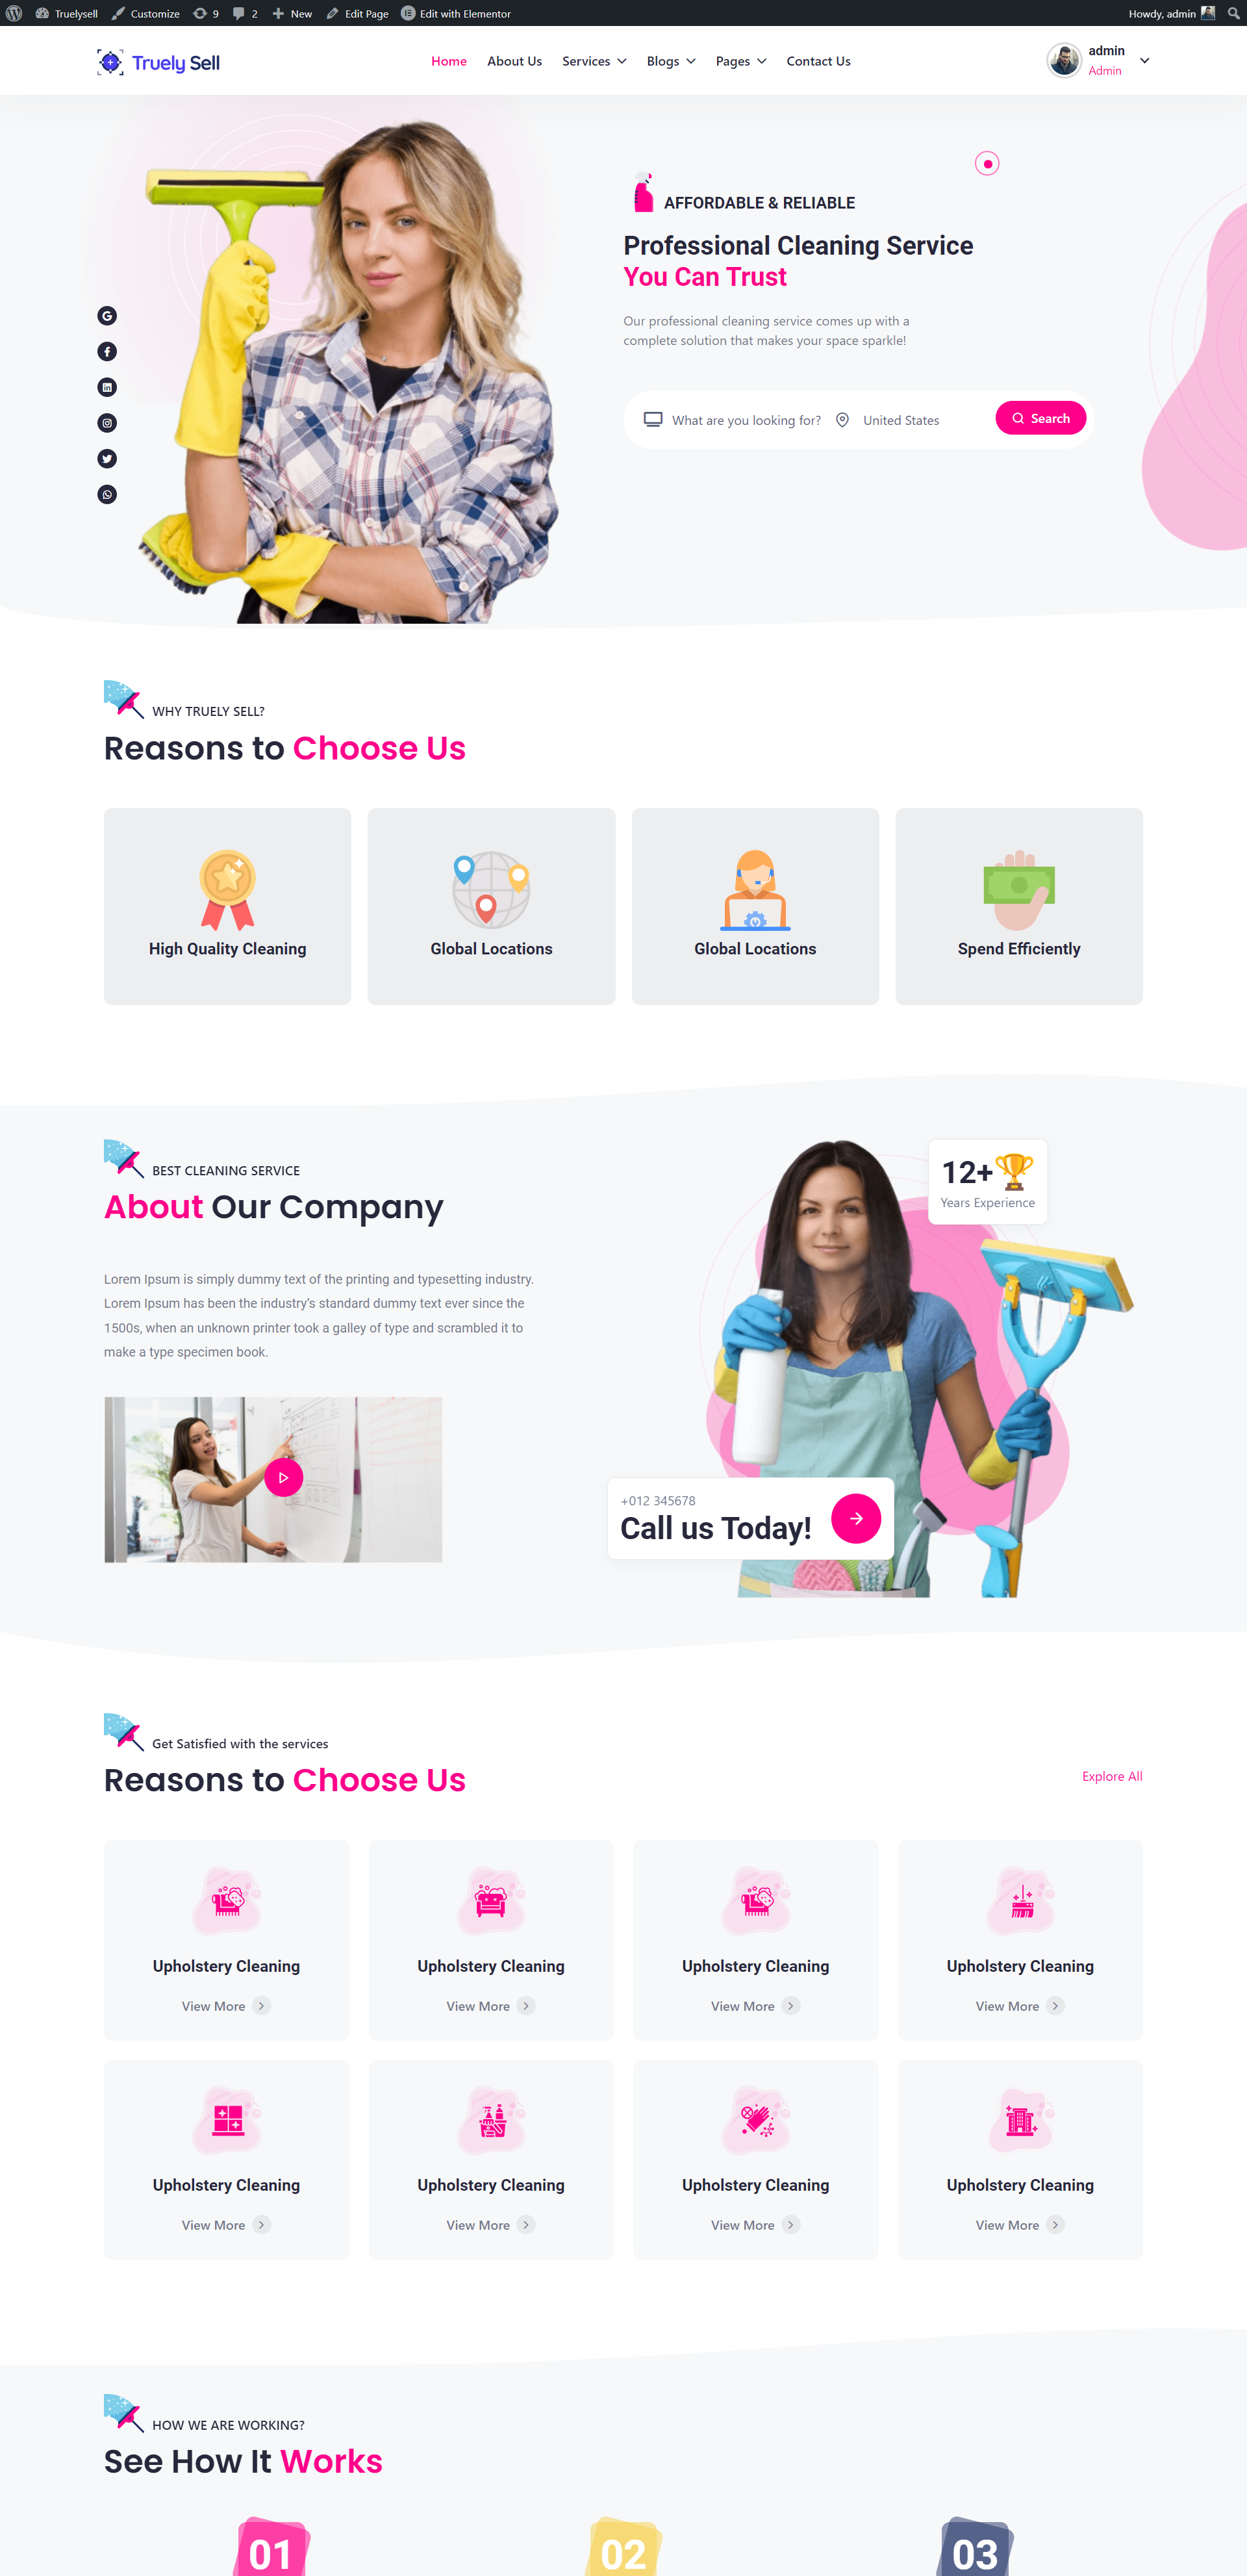 Truelysell
Customize
9
2
New
Edit Page
Edit with Elementor
Howdy, admin
Truely Sell
Home
About Us
Services
Blogs
Pages
Contact Us
admin
Admin
AFFORDABLE & RELIABLE
Professional Cleaning Service
You Can Trust
Our professional cleaning service comes up with a
complete solution that makes your space sparkle!
What are you looking for?
United States
Search
WHY TRUELY SELL?
Reasons to Choose Us
High Quality Cleaning
Global Locations
Global Locations
Spend Efficiently
BEST CLEANING SERVICE
About Our Company
Lorem Ipsum is simply dummy text of the printing and typesetting industry.
Lorem Ipsum has been the industry's standard dummy text ever since the
1500s, when an unknown printer took a galley of type and scrambled it to
make a type specimen book.
12+
Years Experience
+012 345678
Call us Today!
Get Satisfied with the services
Reasons to Choose Us
Explore All
Upholstery Cleaning
View More
Upholstery Cleaning
View More
Upholstery Cleaning
View More
Upholstery Cleaning
View More
Upholstery Cleaning
View More
Upholstery Cleaning
View More
Upholstery Cleaning
View More
Upholstery Cleaning
View More
HOW WE ARE WORKING?
See How It Works
01
02
03